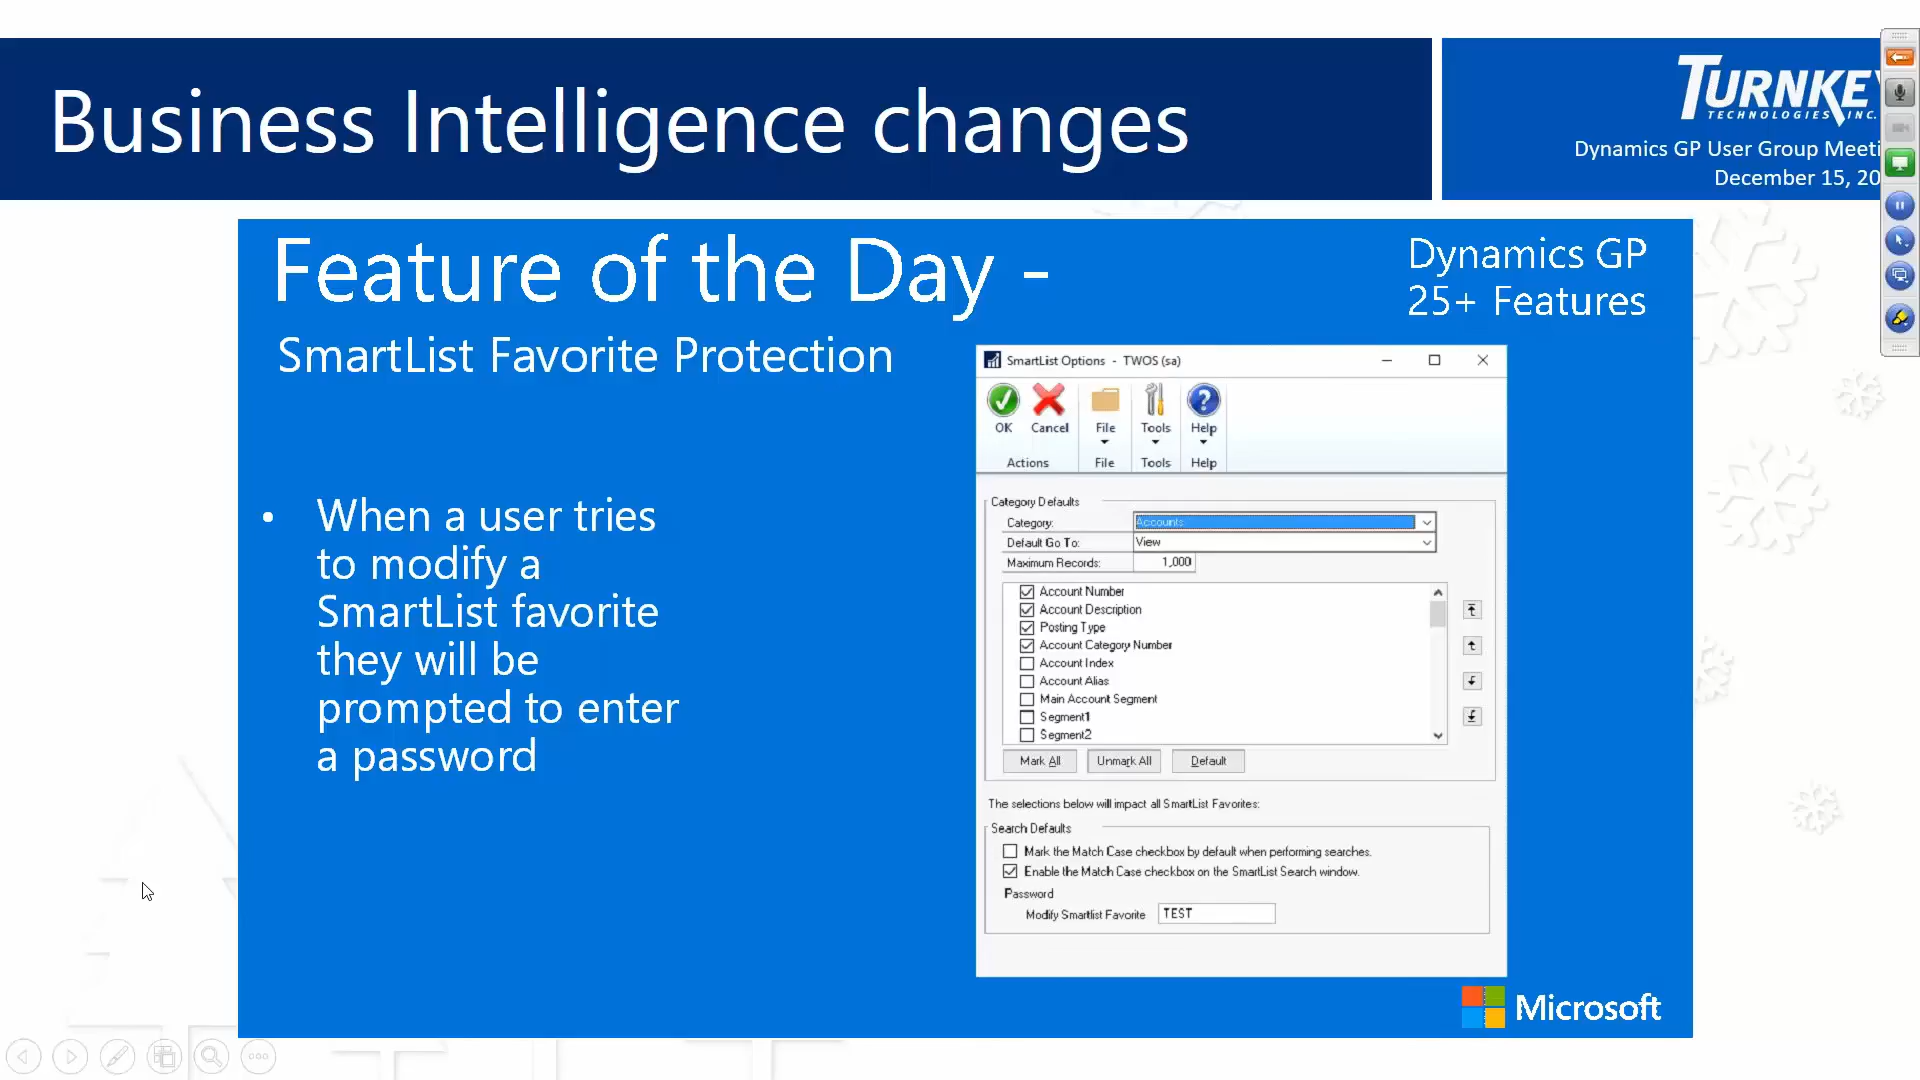 Business Intelligence changes
TURNKEY
TECHNOLOGIES, INC.
Dynamics GP User Group Meeti
December 15, 20
Feature of the Day -
SmartList Favorite Protection
Dynamics GP
25+ Features
• When a user tries
to modify a
SmartList favorite
they will be
prompted to enter
a password
SmartList Options - TWOS (sa)
OK Cancel File Tools Help
Actions File Tools Help
Category Defaults
Category: Accounts
Default Go To: View
Maximum Records: 1,000
Account Number
Account Description
Posting Type
Account Category Number
Account Index
Account Alias
Main Account Segment
Segment1
Segment2
Mark All Unmark All Default
The selections below will impact all SmartList Favorites:
Search Defaults
Mark the Match Case checkbox by default when performing searches.
Enable the Match Case checkbox on the SmartList Search window.
Password
Modify Smartlist Favorite TEST
Microsoft